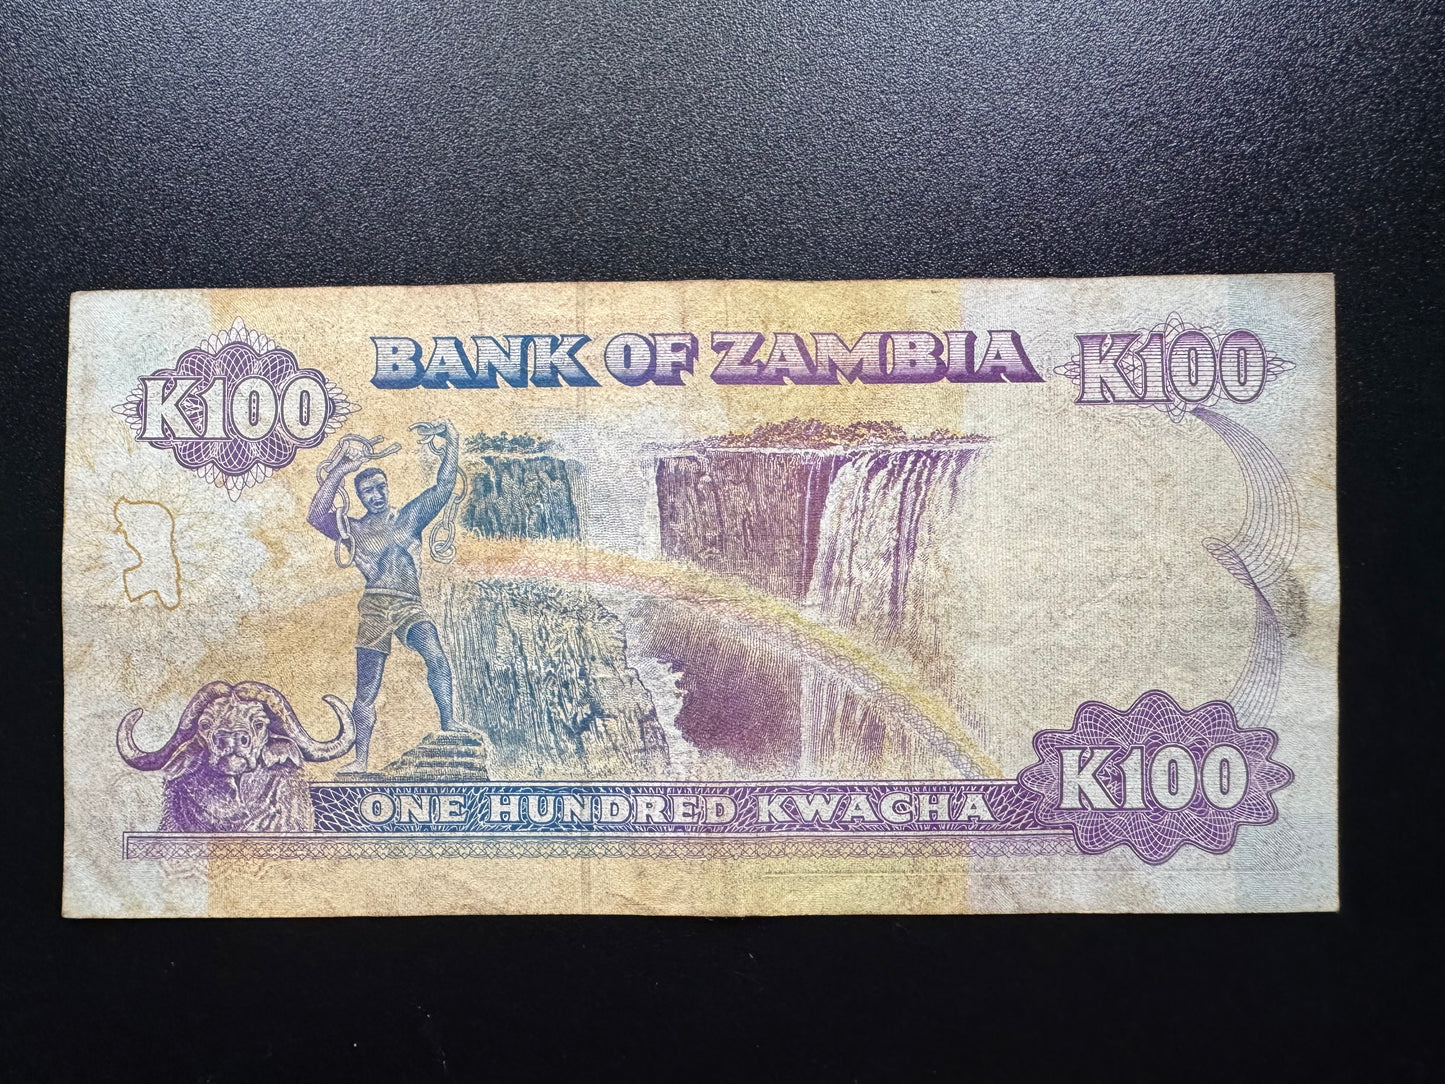 BANK OF ZAMBIA
K100
K100
ONE HUNDRED KWACHA
K100